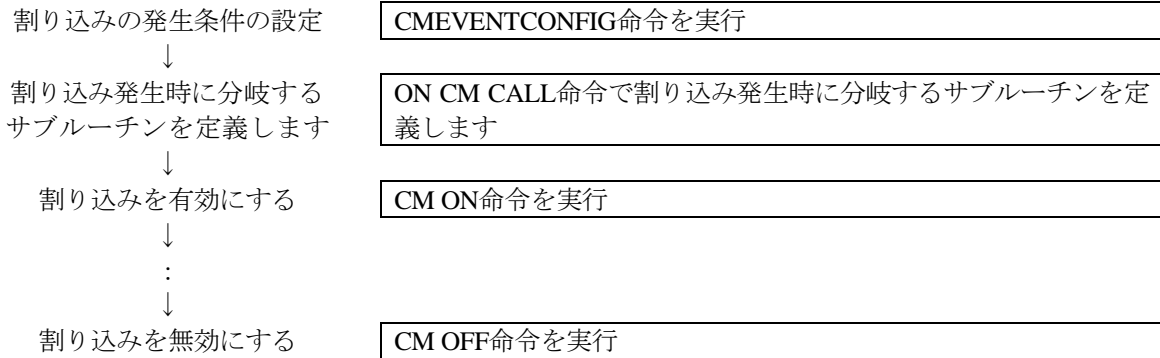 割り込みの発生条件の設定
CMEVENTCONFIG命令を実行
↓
割り込み発生時に分岐する
サブルーチンを定義します
ON CM CALL命令で割り込み発生時に分岐するサブルーチンを定
義します
↓
割り込みを有効にする
CM ON命令を実行
↓
:
↓
割り込みを無効にする
CM OFF命令を実行